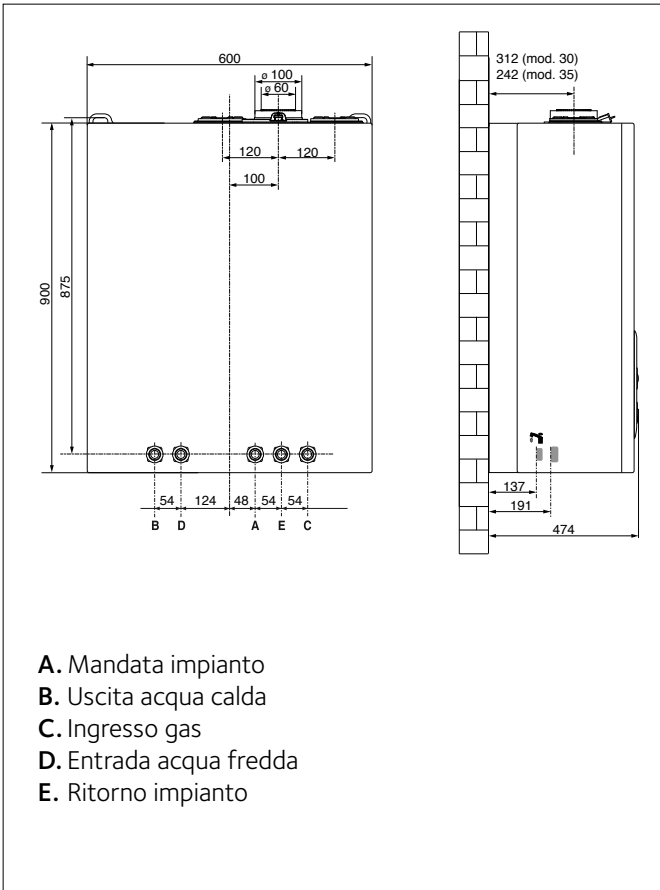 600
ø 100
ø 60
120 120
100
900
875
54 124 48 54 54
B D A E C
312 (mod. 30)
242 (mod. 35)
137
191
474
A. Mandata impianto
B. Uscita acqua calda
C. Ingresso gas
D. Entrada acqua fredda
E. Ritorno impianto